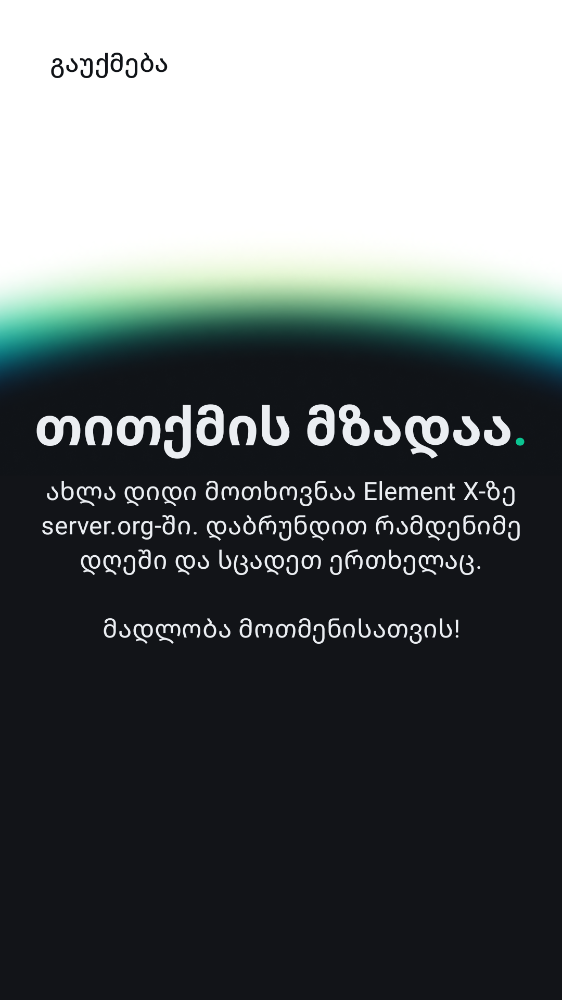 გაუქმება
თითქმის მზადაა.
ახლა დიდი მოთხოვნაა Element X-ზე
server.org-ში. დაბრუნდით რამდენიმე
დღეში და სცადეთ ერთხელაც.
მადლობა მოთმენისათვის!